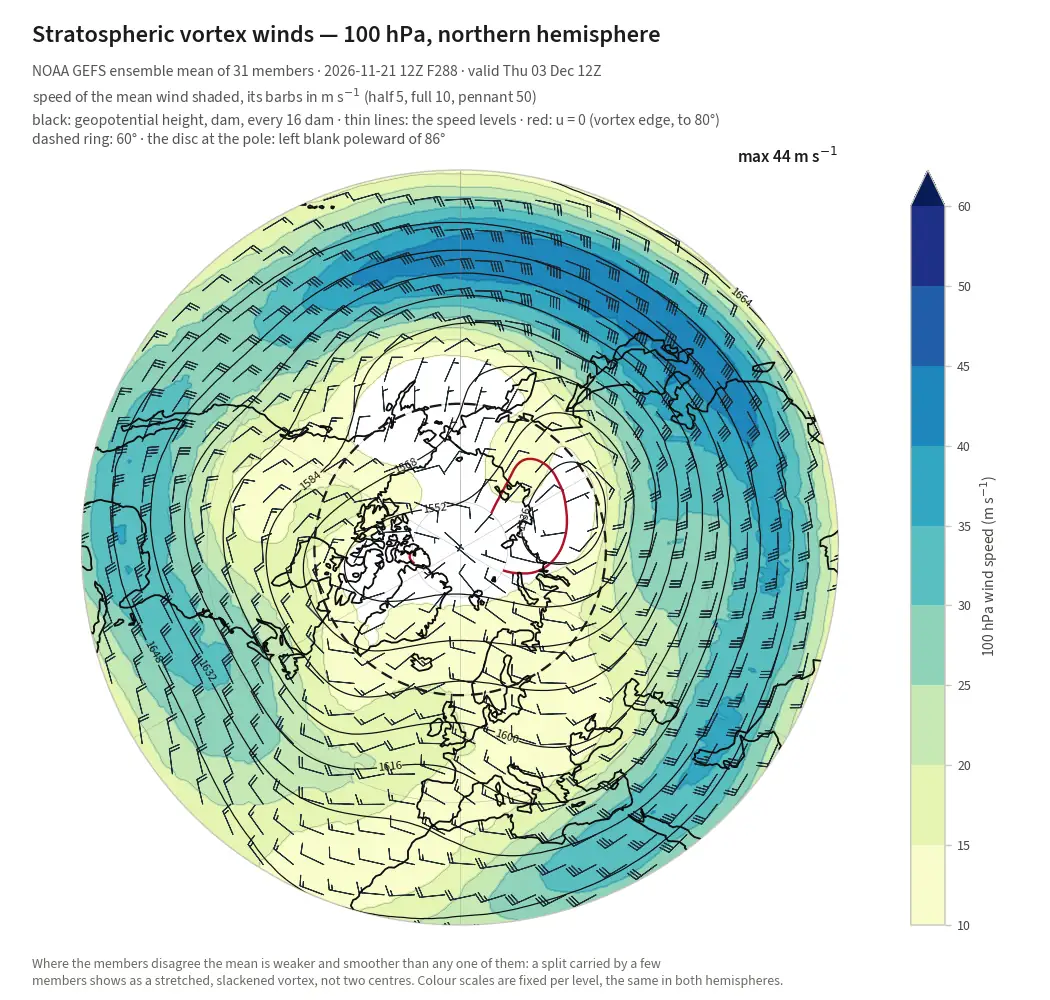 Stratospheric vortex winds — 100 hPa, northern hemisphere
NOAA GEFS ensemble mean of 31 members · 2026-11-21 12Z F288 · valid Thu 03 Dec 12Z
speed of the mean wind shaded, its barbs in m s⁻¹ (half 5, full 10, pennant 50)
black: geopotential height, dam, every 16 dam · thin lines: the speed levels · red: u = 0 (vortex edge, to 80°)
dashed ring: 60° · the disc at the pole: left blank poleward of 86°
max 44 m s⁻¹
60
50
45
40
35
30
25
20
15
10
100 hPa wind speed (m s⁻¹)
1664
1568
1584
1552
1648
1632
1600
1616
Where the members disagree the mean is weaker and smoother than any one of them: a split carried by a few
members shows as a stretched, slackened vortex, not two centres. Colour scales are fixed per level, the same in both hemispheres.